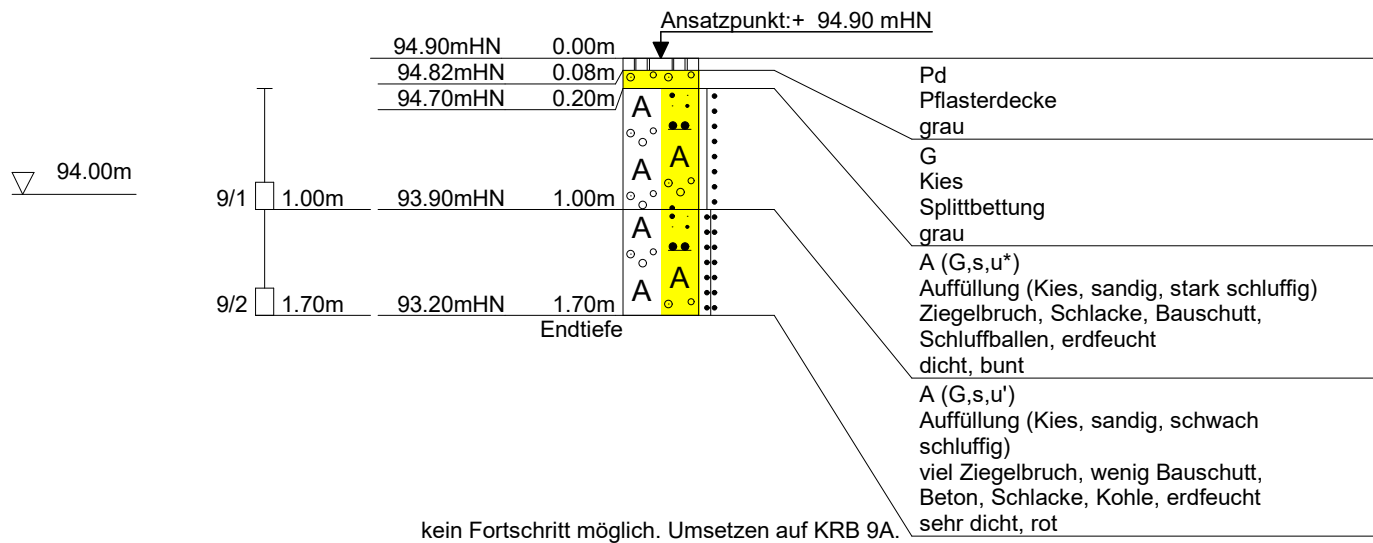 Ansatzpunkt:+ 94.90 mHN
94.90mHN 0.00m
94.82mHN 0.08m
94.70mHN 0.20m
94.00m
9/1 1.00m 93.90mHN 1.00m
9/2 1.70m 93.20mHN 1.70m
Endtiefe
A A
A A
A A
A A
Pd
Pflasterdecke
grau
G
Kies
Splittbettung
grau
A (G,s,u*)
Auffüllung (Kies, sandig, stark schluffig)
Ziegelbruch, Schlacke, Bauschutt,
Schluffballen, erdfeucht
dicht, bunt
A (G,s,u')
Auffüllung (Kies, sandig, schwach
schluffig)
viel Ziegelbruch, wenig Bauschutt,
Beton, Schlacke, Kohle, erdfeucht
sehr dicht, rot
kein Fortschritt möglich. Umsetzen auf KRB 9A.